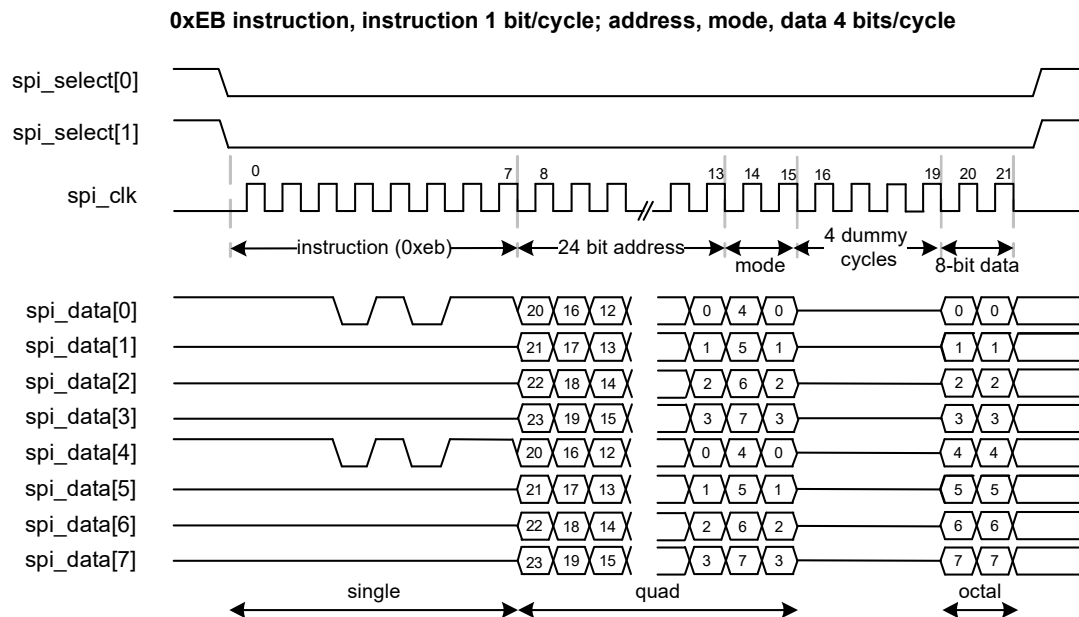 0xEB instruction, instruction 1 bit/cycle; address, mode, data 4 bits/cycle
spi_select[0]
spi_select[1]
0 7 8 13 14 15 16 19 20 21
spi_clk
instruction (0xeb) 24 bit address mode 4 dummy cycles 8-bit data
spi_data[0] 20 16 12 0 4 0 0 0
spi_data[1] 21 17 13 1 5 1 1 1
spi_data[2] 22 18 14 2 6 2 2 2
spi_data[3] 23 19 15 3 7 3 3 3
spi_data[4] 20 16 12 0 4 0 4 4
spi_data[5] 21 17 13 1 5 1 5 5
spi_data[6] 22 18 14 2 6 2 6 6
spi_data[7] 23 19 15 3 7 3 7 7
single quad octal